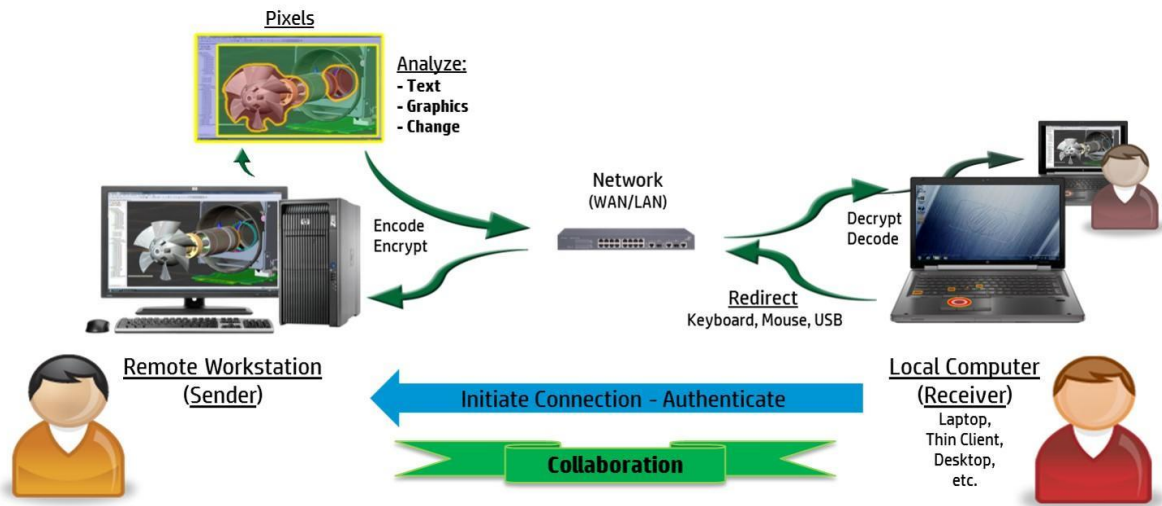 Pixels
Analyze:
- Text
- Graphics
- Change
Encode
Encrypt
Network
(WAN/LAN)
Decrypt
Decode
Redirect
Keyboard, Mouse, USB
Remote Workstation
(Sender)
Initiate Connection - Authenticate
Collaboration
Local Computer
(Receiver)
Laptop,
Thin Client,
Desktop,
etc.